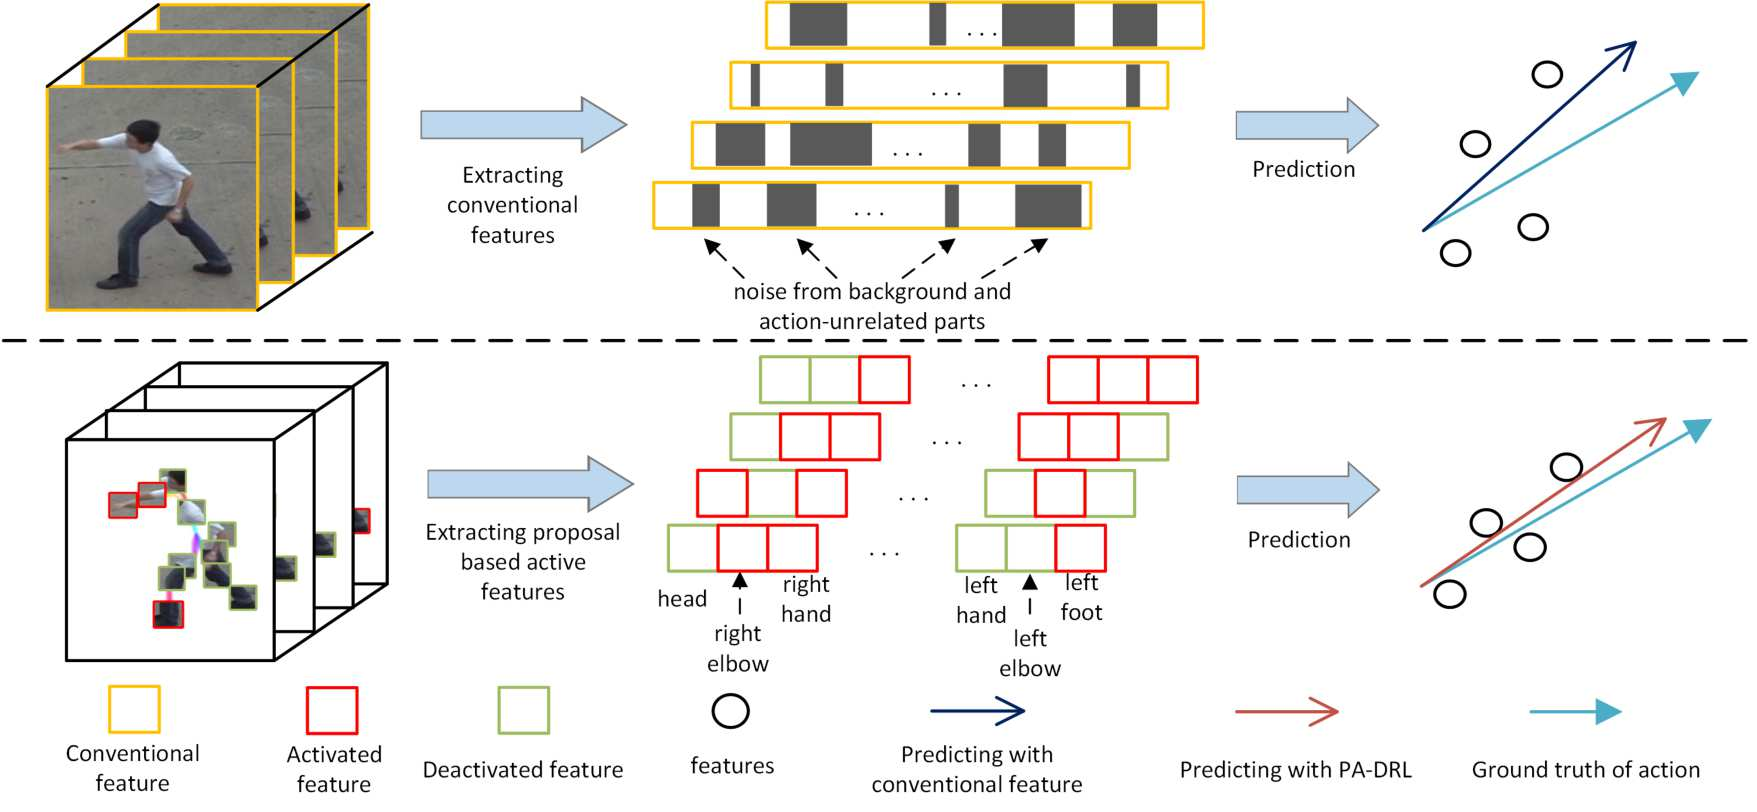 . . .
. . .
. . .
. . .
Extracting
conventional
features
Prediction
noise from background and
action-unrelated parts
. . .
. . .
. . .
. . .
Extracting proposal
based active
features
Prediction
head
right
elbow
right
hand
left
hand
left
elbow
left
foot
Conventional
feature
Activated
feature
Deactivated feature
features
Predicting with
conventional feature
Predicting with PA-DRL
Ground truth of action